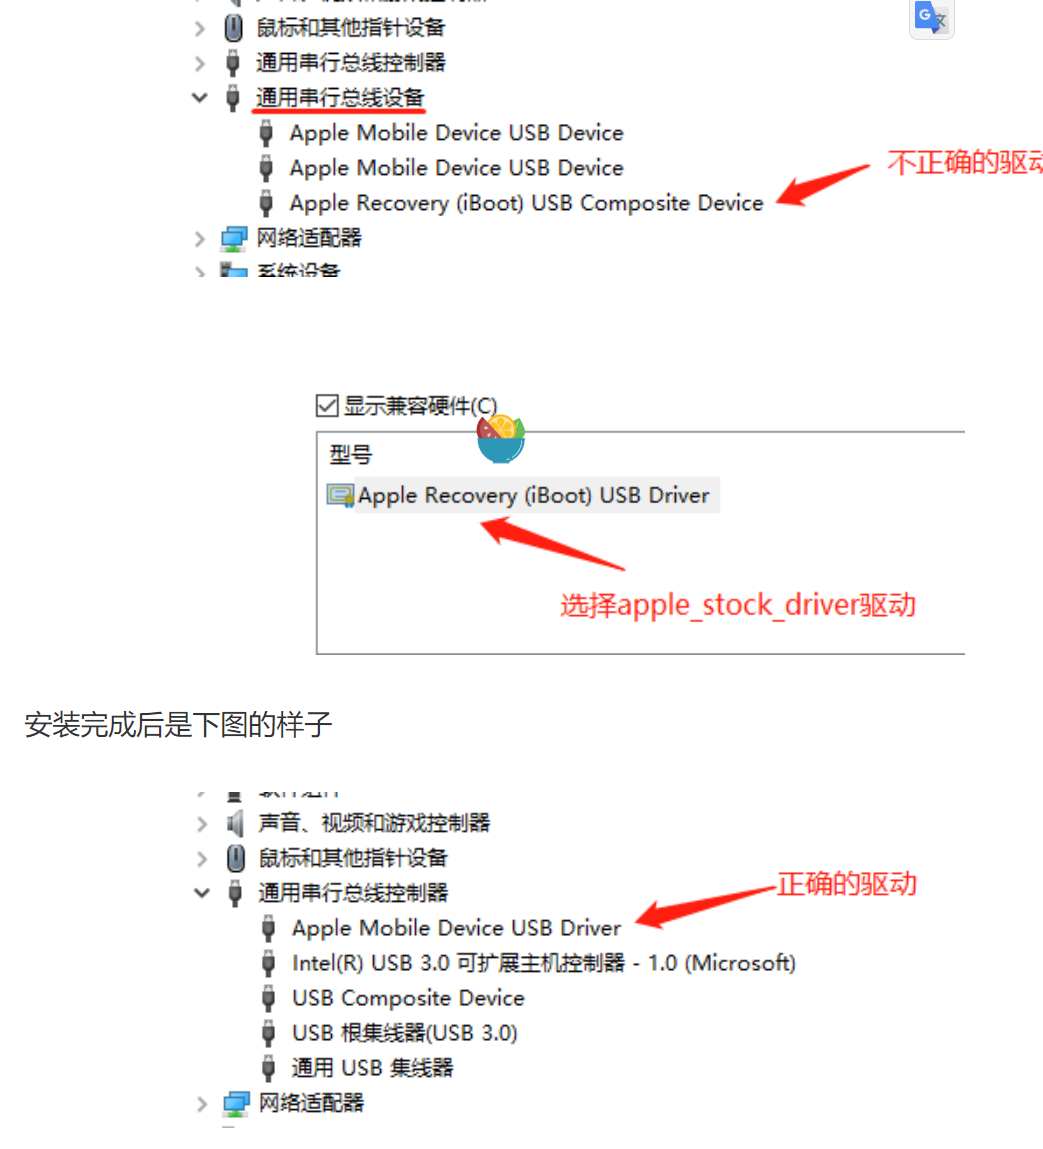 鼠标和其他指针设备
通用串行总线控制器
通用串行总线设备
Apple Mobile Device USB Device
Apple Mobile Device USB Device
Apple Recovery (iBoot) USB Composite Device
不正确的驱动
网络适配器
系统设备
显示兼容硬件(C)
型号
Apple Recovery (iBoot) USB Driver
选择apple_stock_driver驱动
安装完成后是下图的样子
声音、视频和游戏控制器
鼠标和其他指针设备
通用串行总线控制器
正确的驱动
Apple Mobile Device USB Driver
Intel(R) USB 3.0 可扩展主机控制器 - 1.0 (Microsoft)
USB Composite Device
USB 根集线器(USB 3.0)
通用 USB 集线器
网络适配器